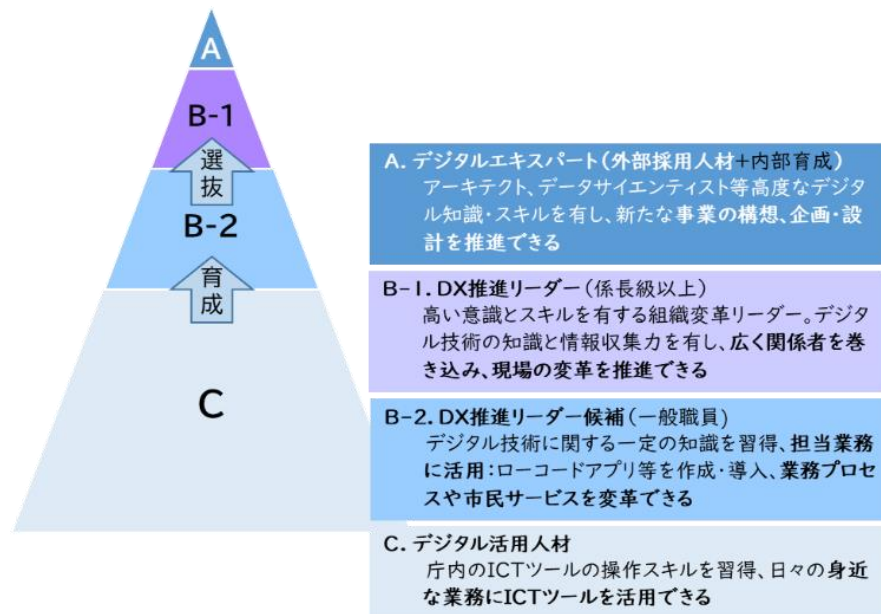 A
B-1
選抜
B-2
育成
C
A. デジタルエキスパート(外部採用人材+内部育成)
アーキテクト、データサイエンティスト等高度なデジタル知識・スキルを有し、新たな事業の構想、企画・設計を推進できる
B-1. DX推進リーダー(係長級以上)
高い意識とスキルを有する組織変革リーダー。デジタル技術の知識と情報収集力を有し、広く関係者を巻き込み、現場の変革を推進できる
B-2. DX推進リーダー候補(一般職員)
デジタル技術に関する一定の知識を習得、担当業務に活用:ローコードアプリ等を作成・導入、業務プロセスや市民サービスを変革できる
C. デジタル活用人材
庁内のICTツールの操作スキルを習得、日々の身近な業務にICTツールを活用できる